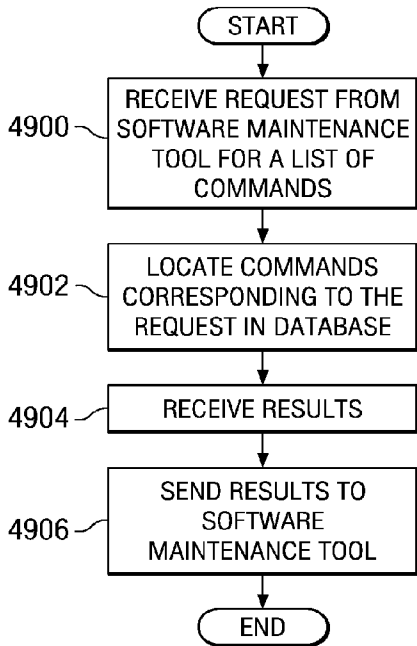 START
4900
RECEIVE REQUEST FROM
SOFTWARE MAINTENANCE
TOOL FOR A LIST OF
COMMANDS
4902
LOCATE COMMANDS
CORRESPONDING TO THE
REQUEST IN DATABASE
4904
RECEIVE RESULTS
4906
SEND RESULTS TO
SOFTWARE
MAINTENANCE TOOL
END